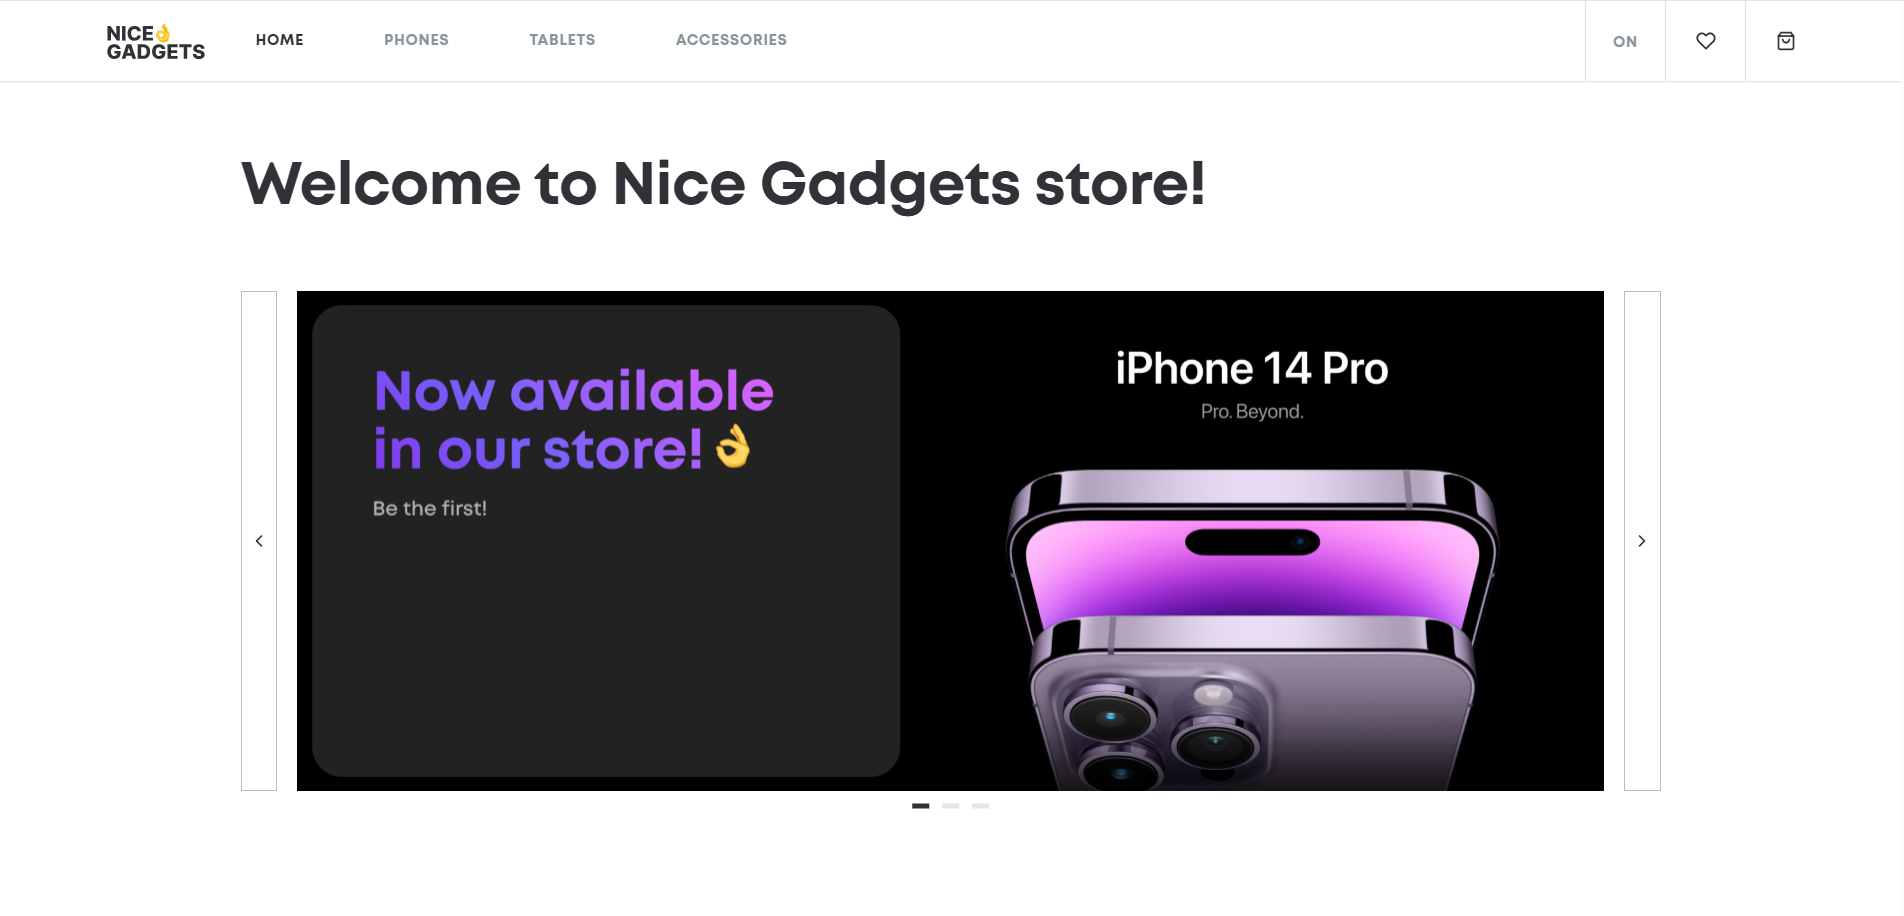 NICE👌
GADGETS
HOME
PHONES
TABLETS
ACCESSORIES
ON
Welcome to Nice Gadgets store!
Now available
in our store!👌
Be the first!
iPhone 14 Pro
Pro. Beyond.